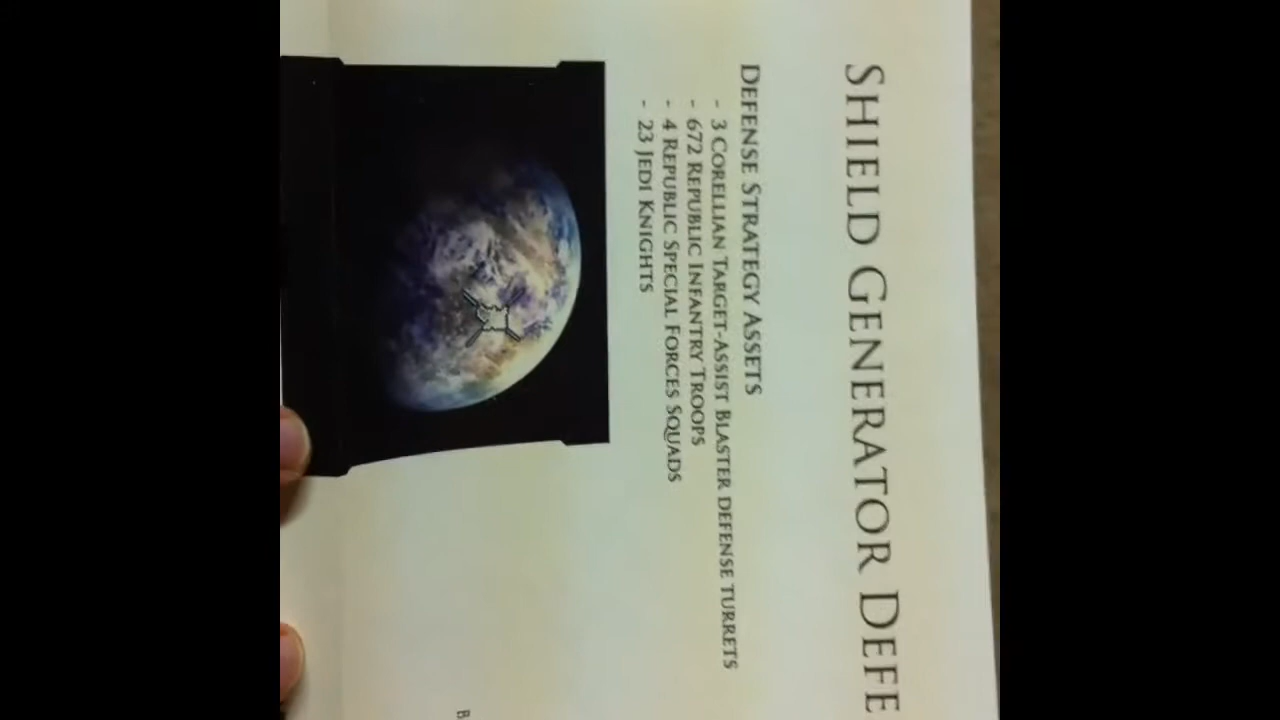 SHIELD GENERATOR DEFE
DEFENSE STRATEGY ASSETS
- 3 CORELLIAN TARGET-ASSIST BLASTER DEFENSE TURRETS
- 672 REPUBLIC INFANTRY TROOPS
- 4 REPUBLIC SPECIAL FORCES SQUADS
- 23 JEDI KNIGHTS
B